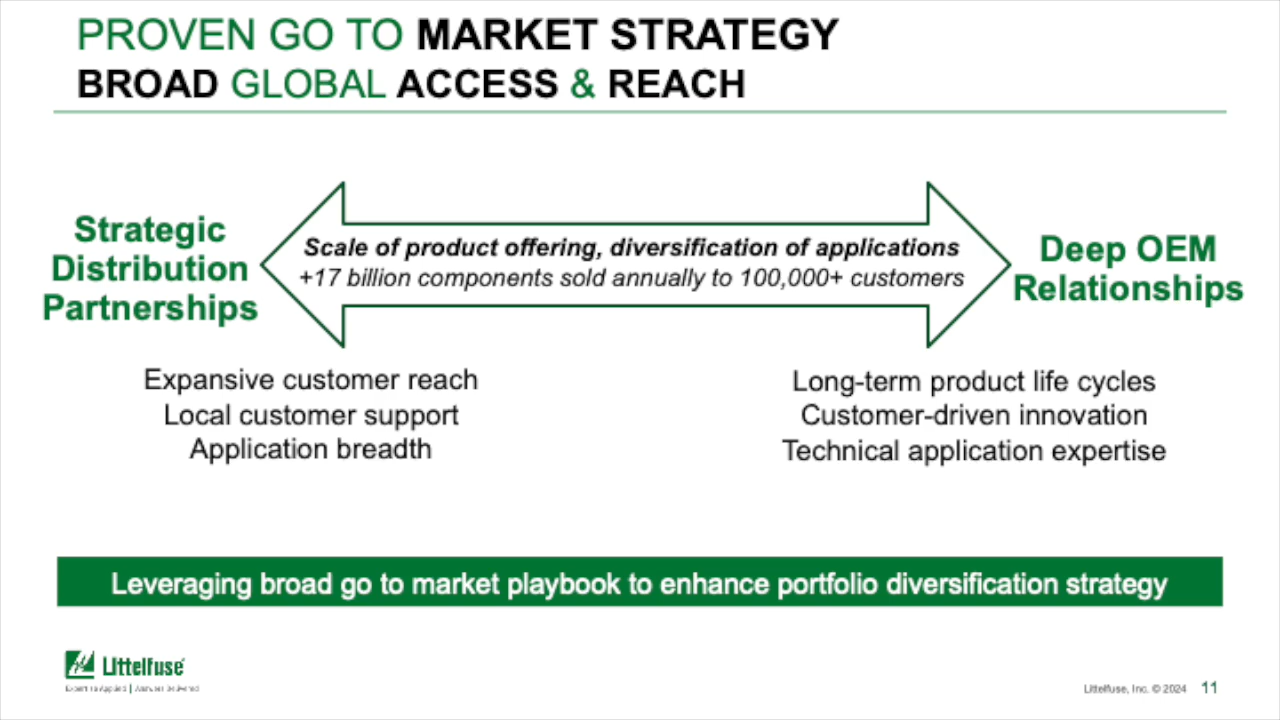 PROVEN GO TO MARKET STRATEGY
BROAD GLOBAL ACCESS & REACH
Strategic
Distribution
Partnerships
Scale of product offering, diversification of applications
+17 billion components sold annually to 100,000+ customers
Deep OEM
Relationships
Expansive customer reach
Local customer support
Application breadth
Long-term product life cycles
Customer-driven innovation
Technical application expertise
Leveraging broad go to market playbook to enhance portfolio diversification strategy
Littelfuse
Littelfuse, Inc. © 2024
11